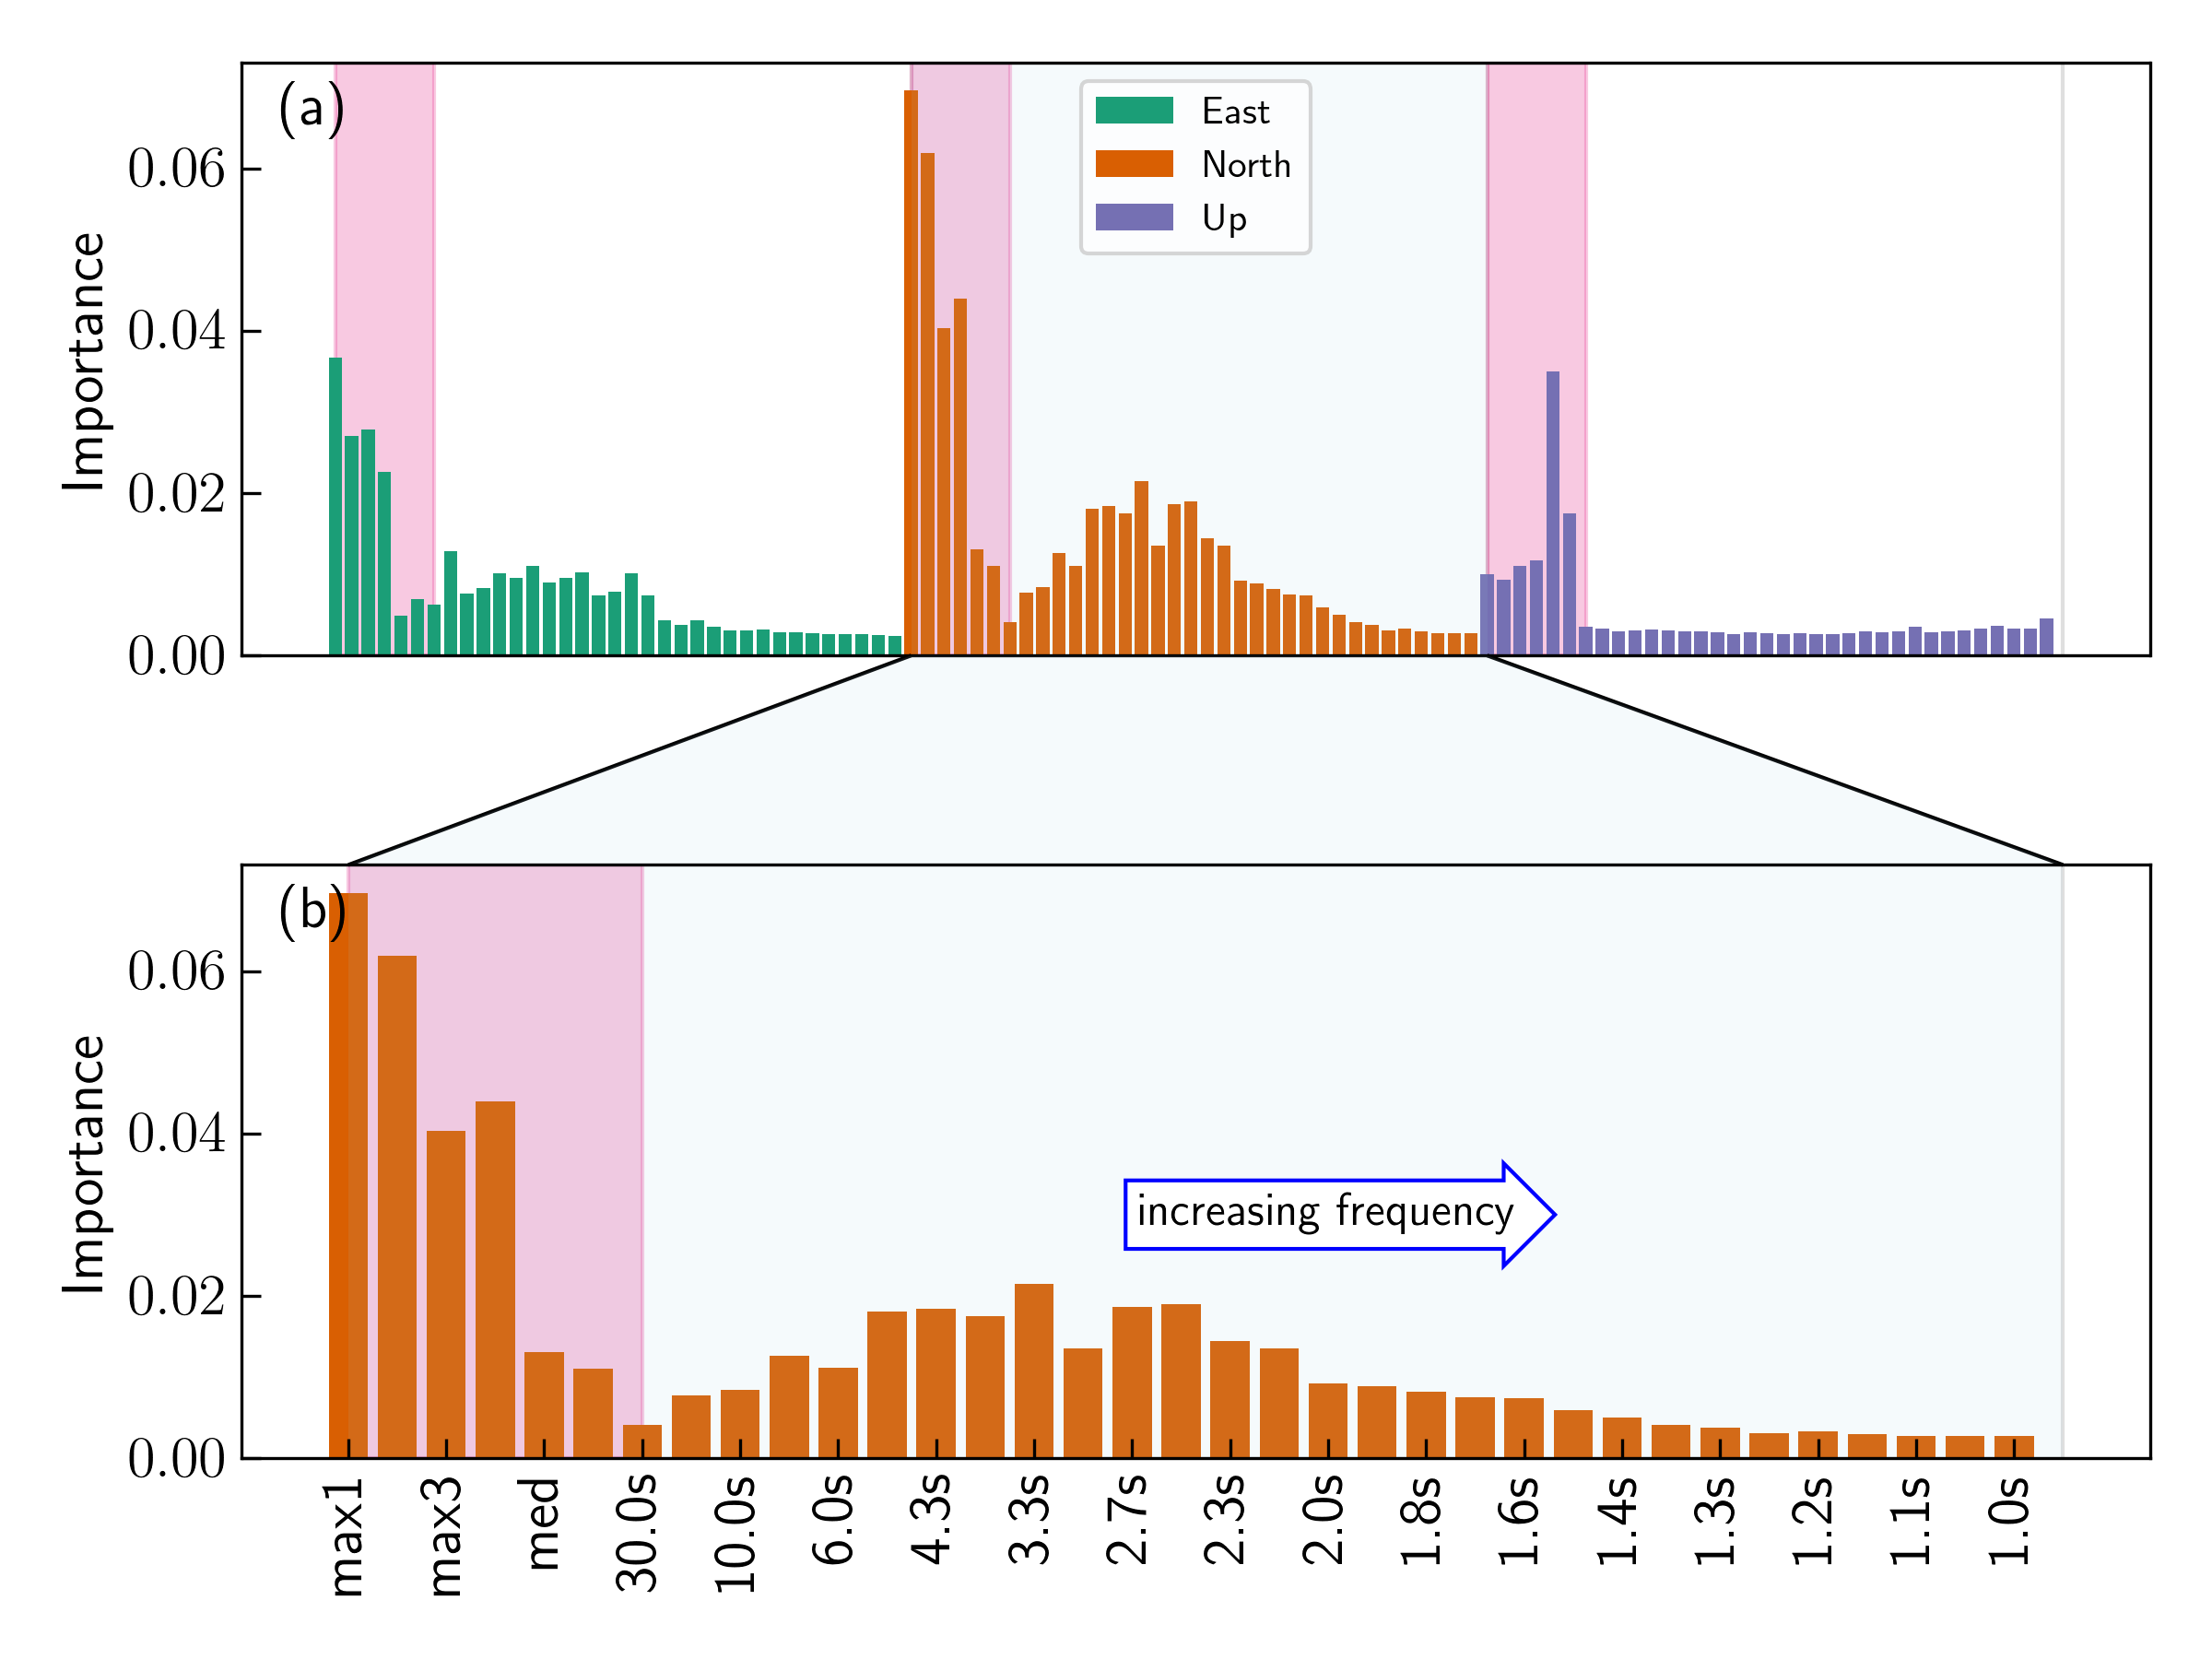 (a)
East
North
Up
Importance
0.06
0.04
0.02
0.00
(b)
Importance
0.06
0.04
0.02
0.00
increasing frequency
max1
max3
med
30.0s
10.0s
6.0s
4.3s
3.3s
2.7s
2.3s
2.0s
1.8s
1.6s
1.4s
1.3s
1.2s
1.1s
1.0s